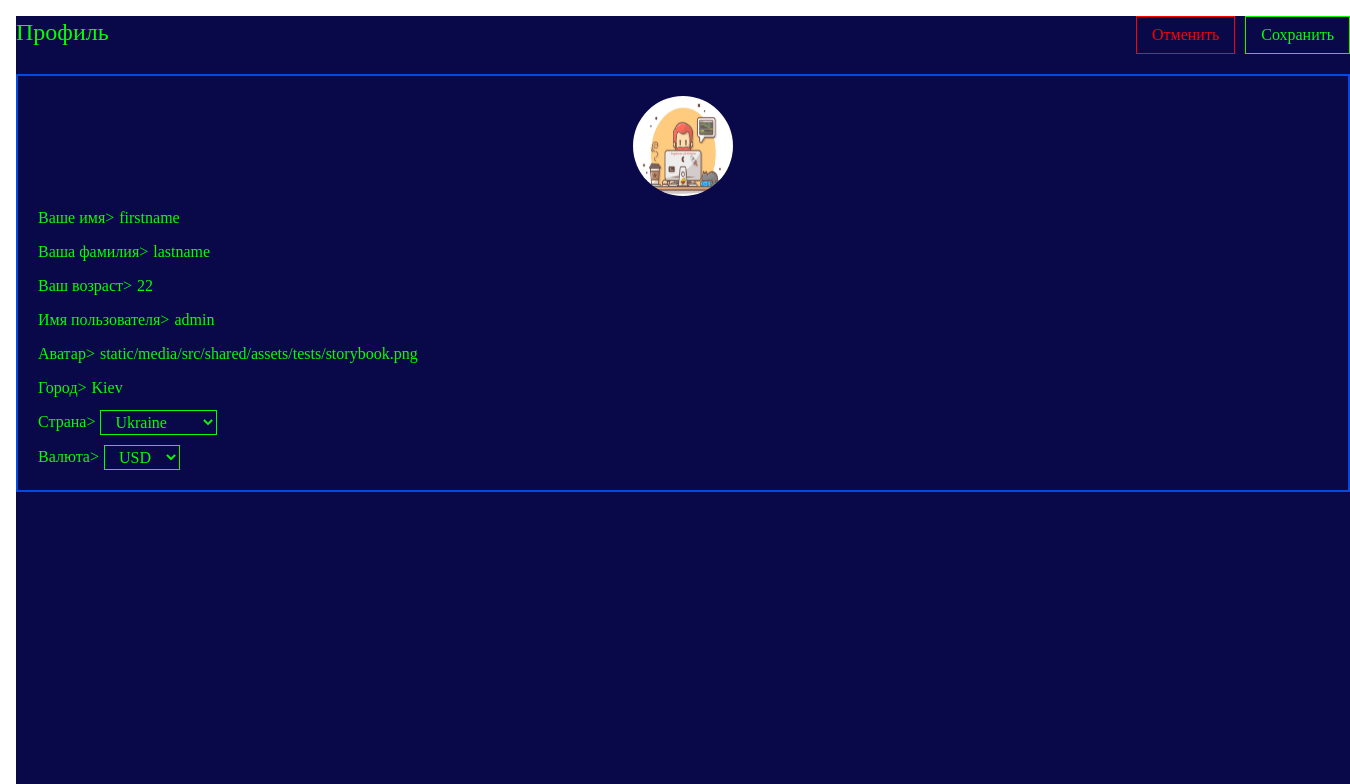 Профиль
Отменить
Сохранить
Ваше имя> firstname
Ваша фамилия> lastname
Ваш возраст> 22
Имя пользователя> admin
Аватар> static/media/src/shared/assets/tests/storybook.png
Город> Kiev
Страна> Ukraine
Валюта> USD